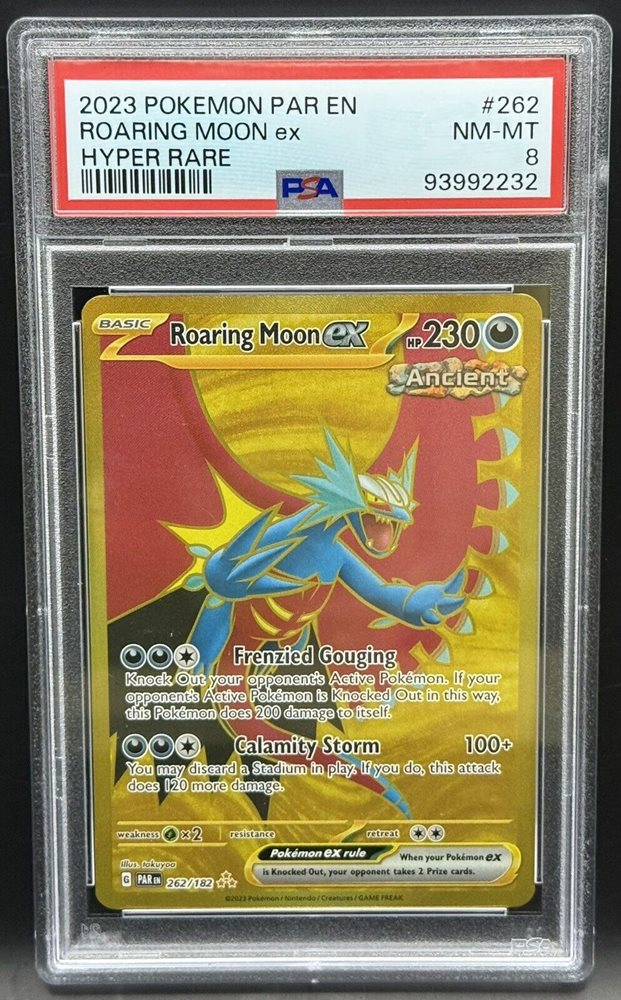 2023 POKEMON PAR EN #262
ROARING MOON ex NM-MT
HYPER RARE 8
PSA 93992232
BASIC Roaring Moon ex HP 230
Ancient
Frenzied Gouging
Knock Out your opponent's Active Pokémon. If your
opponent's Active Pokémon is Knocked Out in this way,
this Pokémon does 200 damage to itself.
Calamity Storm 100+
You may discard a Stadium in play. If you do, this attack
does 120 more damage.
weakness ×2 resistance retreat
Illus. takuyoa
Pokémon ex rule When your Pokémon ex
is Knocked Out, your opponent takes 2 Prize cards.
G PAR EN 262/182
©2023 Pokémon / Nintendo / Creatures / GAME FREAK
PSA